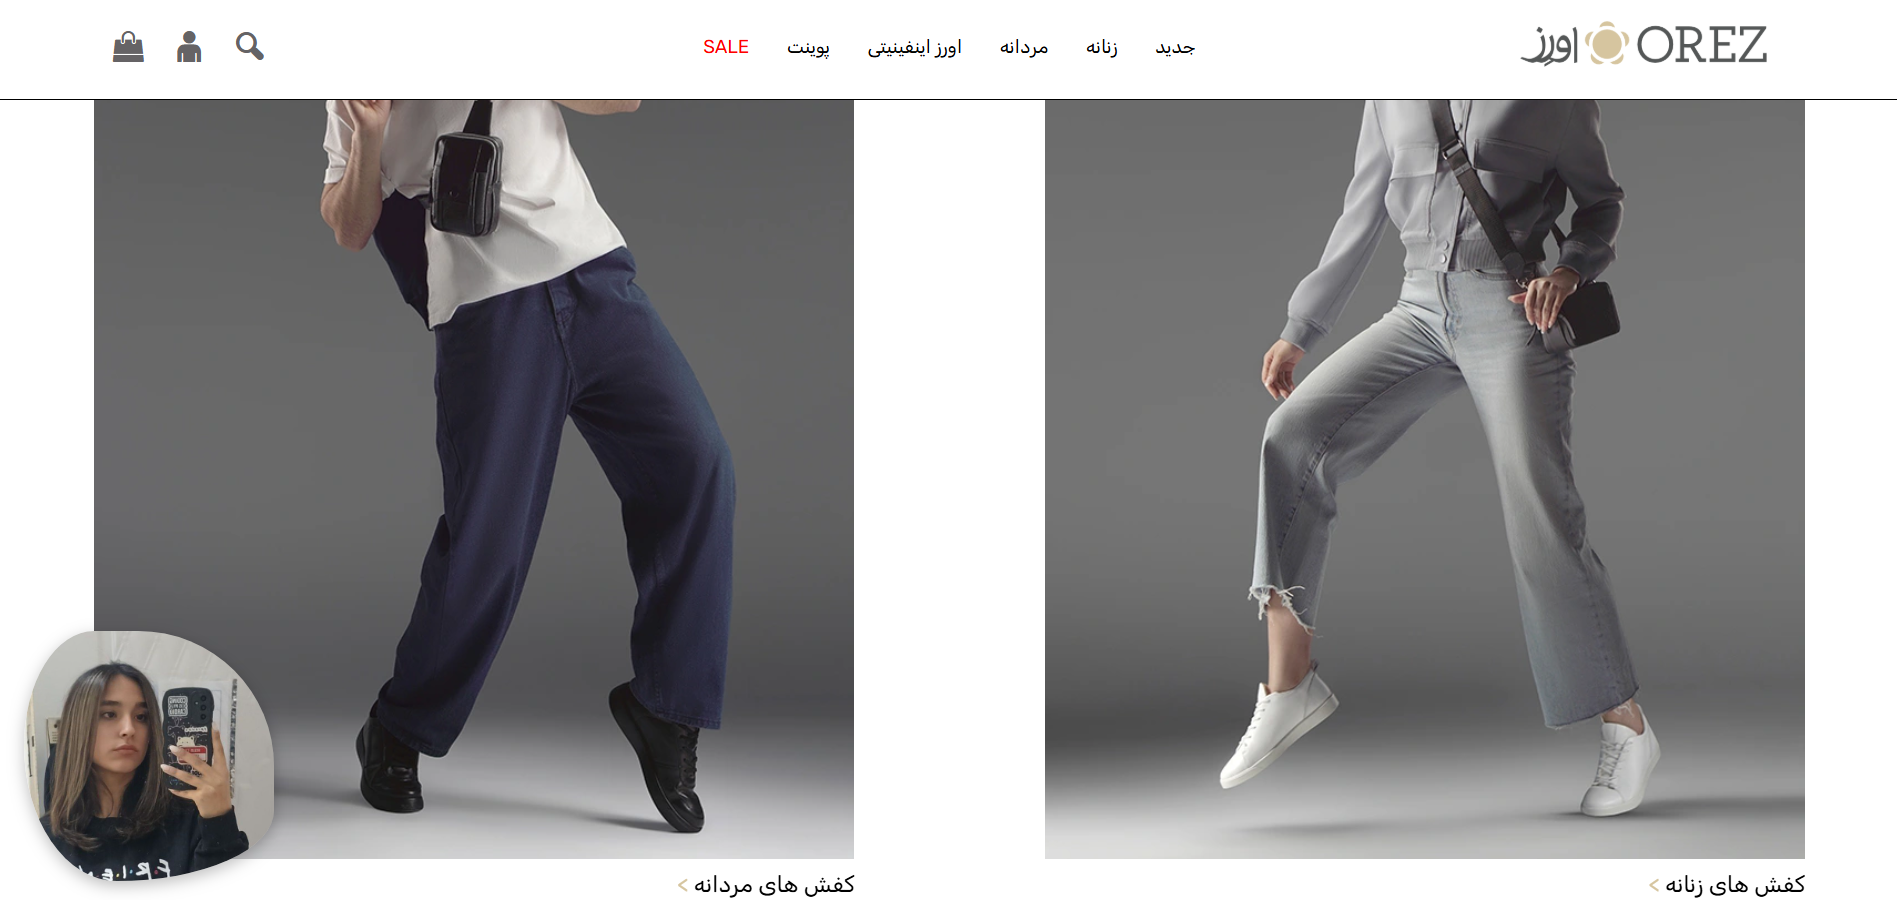 OREZ اورز
جدید
زنانه
مردانه
اورز اینفینیتی
پوینت
SALE
کفش های زنانه >
کفش های مردانه >